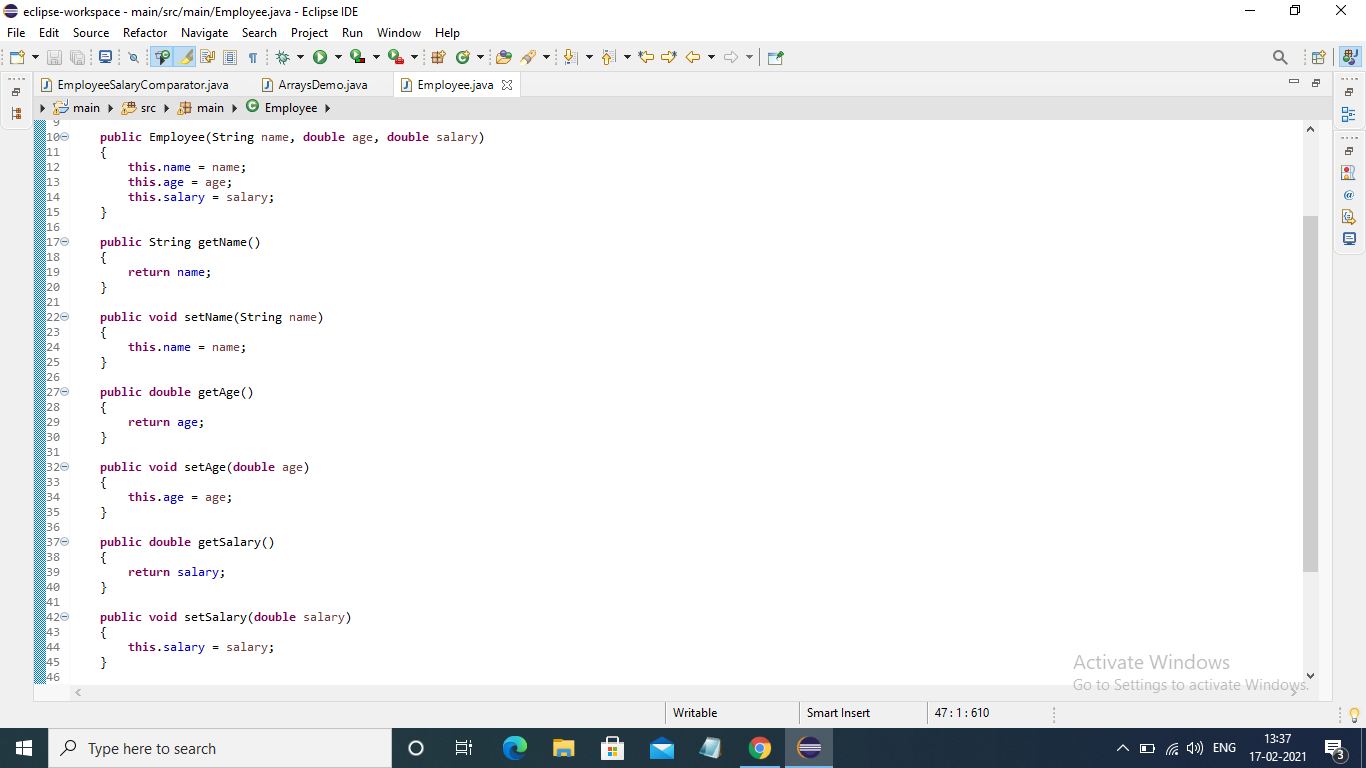 eclipse-workspace - main/src/main/Employee.java - Eclipse IDE
File Edit Source Refactor Navigate Search Project Run Window Help
EmployeeSalaryComparator.java ArraysDemo.java Employee.java
main src main Employee
9
10 public Employee(String name, double age, double salary)
11 {
12 this.name = name;
13 this.age = age;
14 this.salary = salary;
15 }
16
17 public String getName()
18 {
19 return name;
20 }
21
22 public void setName(String name)
23 {
24 this.name = name;
25 }
26
27 public double getAge()
28 {
29 return age;
30 }
31
32 public void setAge(double age)
33 {
34 this.age = age;
35 }
36
37 public double getSalary()
38 {
39 return salary;
40 }
41
42 public void setSalary(double salary)
43 {
44 this.salary = salary;
45 }
46
Activate Windows
Go to Settings to activate Windows.
Writable Smart Insert 47 : 1 : 610
Type here to search
ENG
13:37
17-02-2021
3